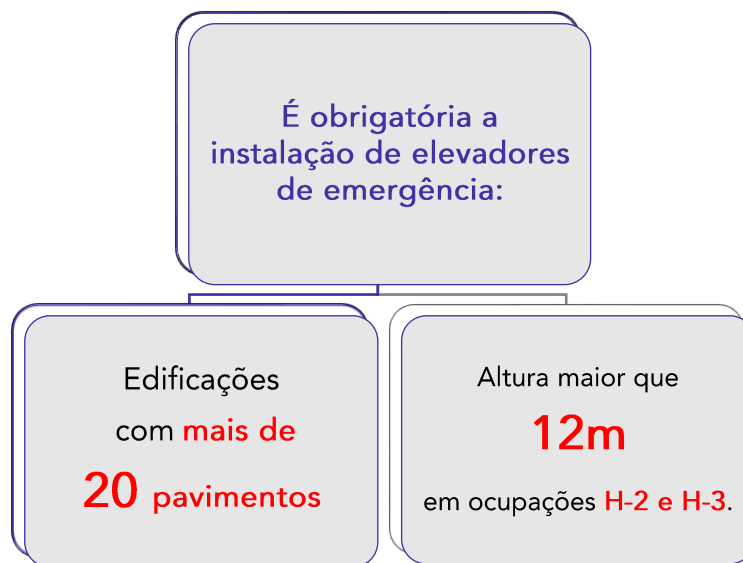 É obrigatória a
instalação de elevadores
de emergência:
Edificações
com mais de
20 pavimentos
Altura maior que
12m
em ocupações H-2 e H-3.